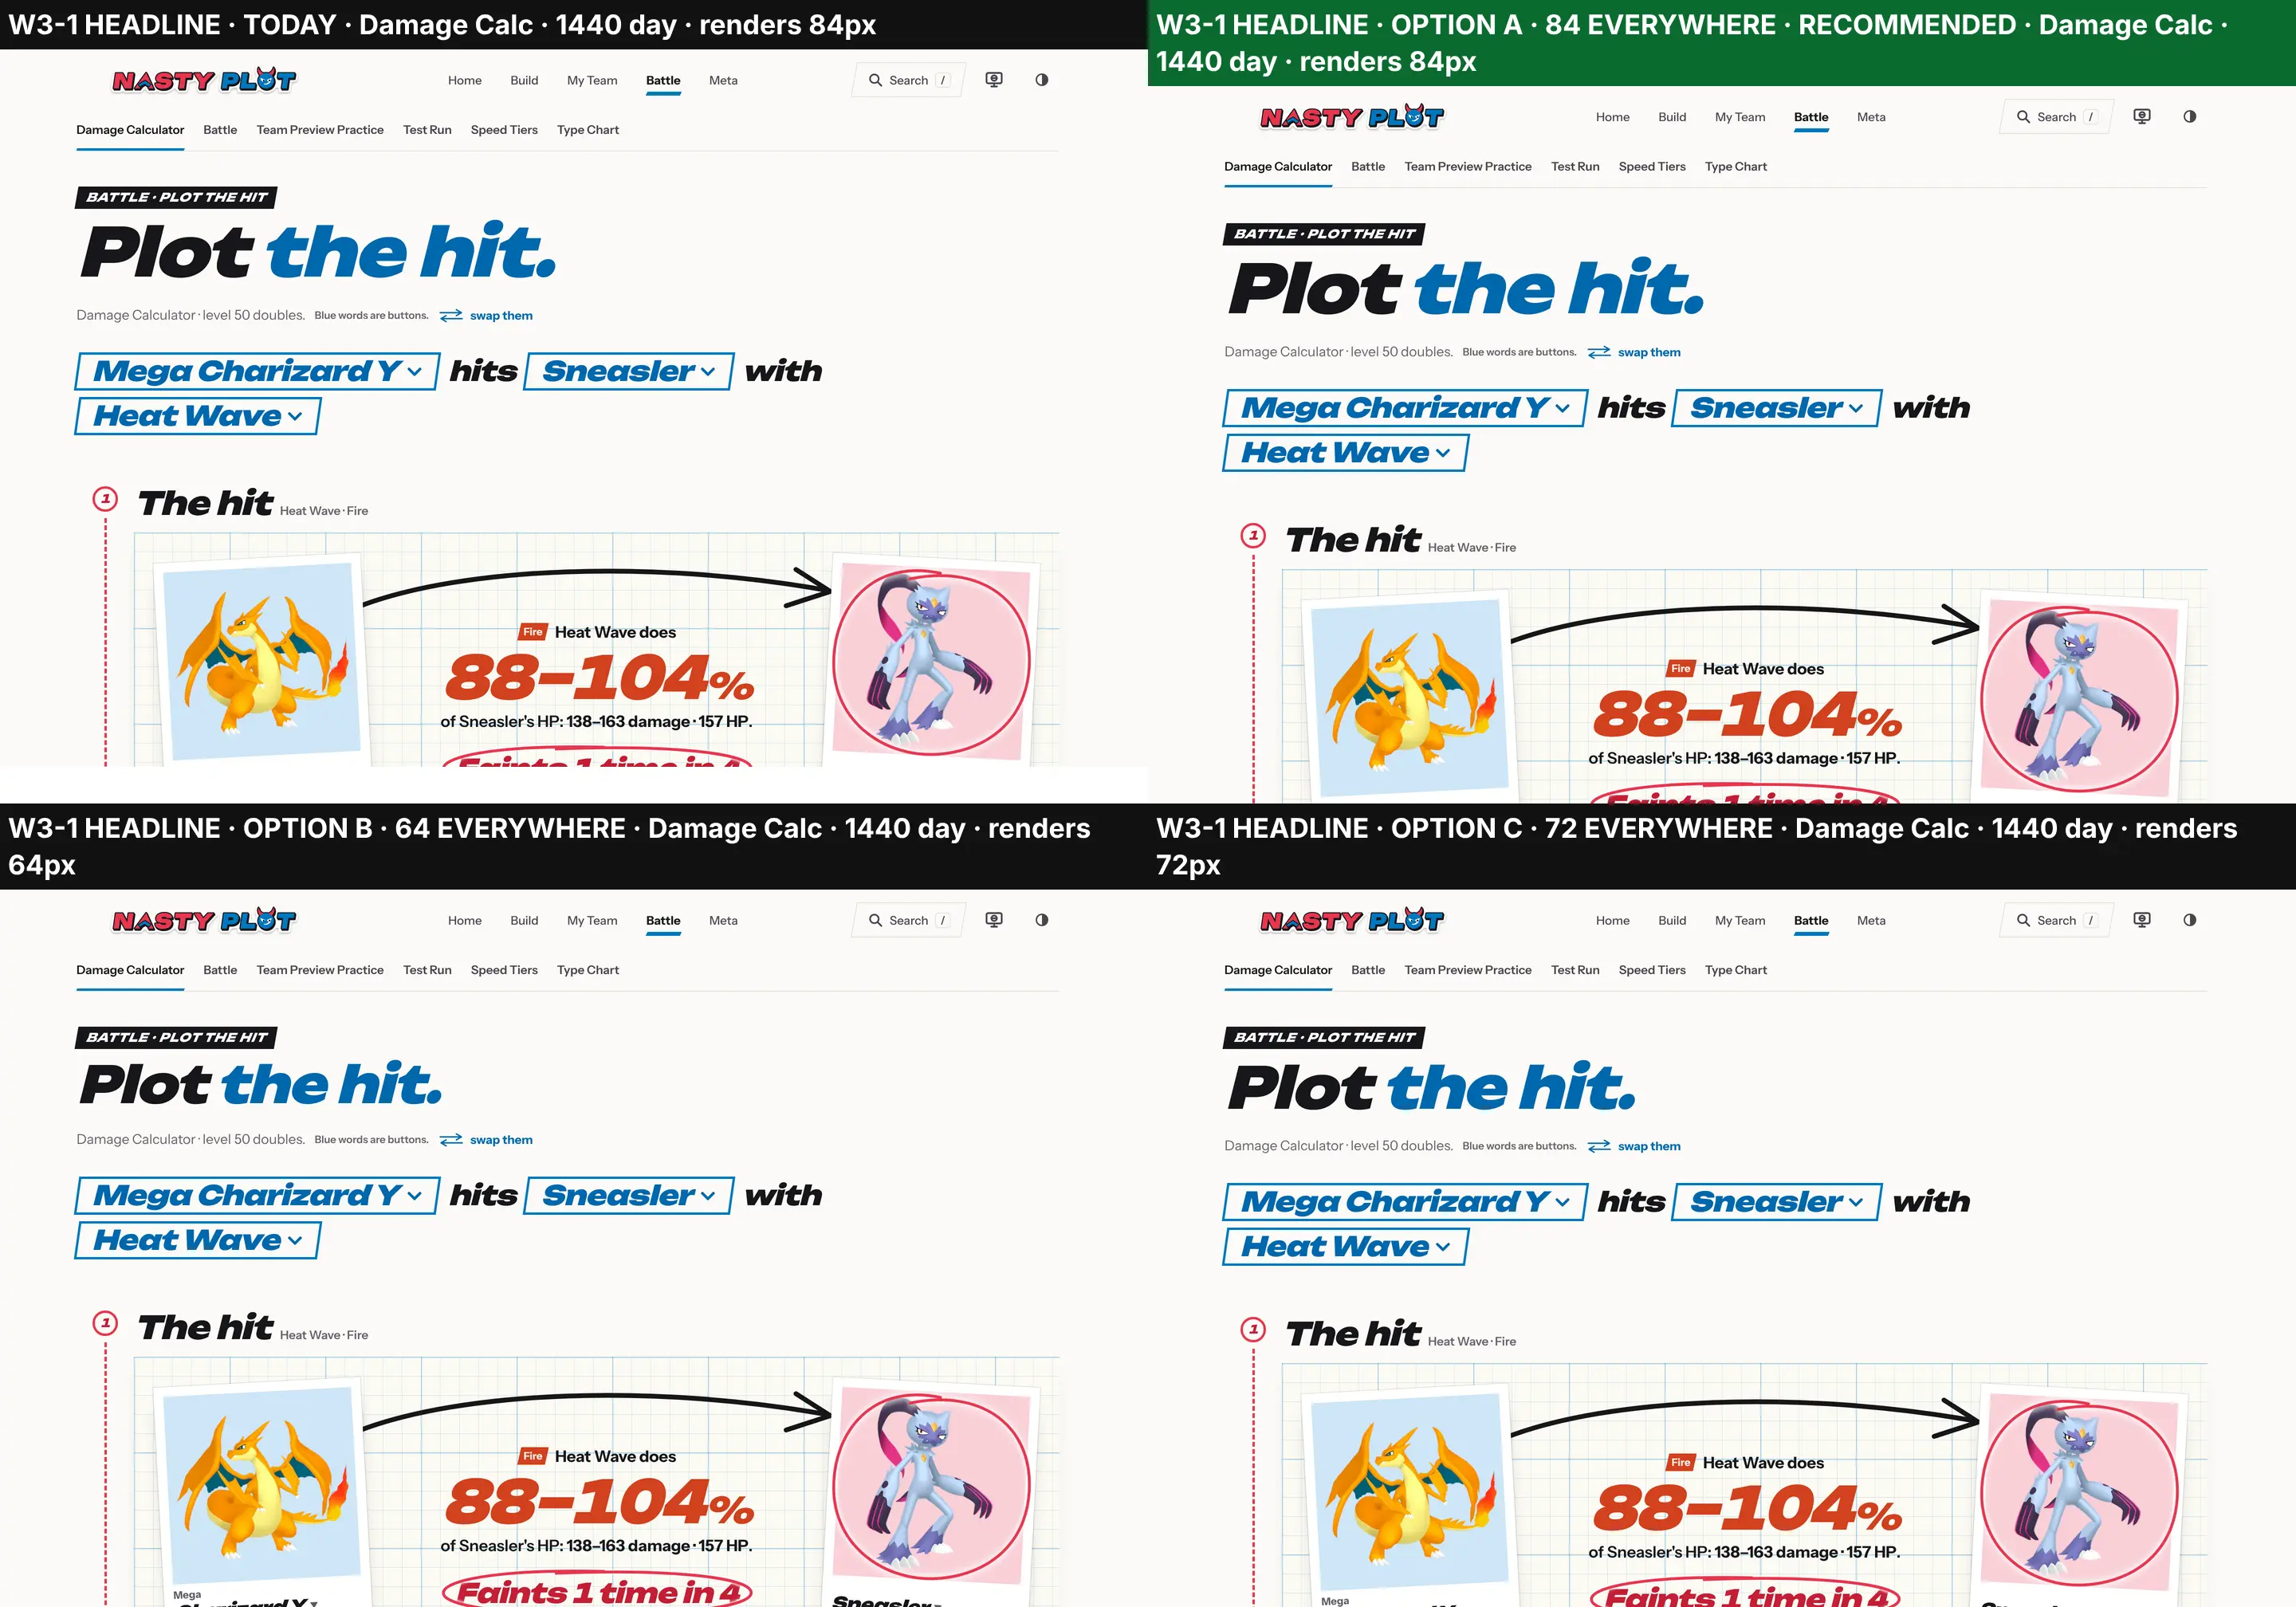 W3-1 HEADLINE · TODAY · Damage Calc · 1440 day · renders 84px
NASTY PLOT
Home Build My Team Battle Meta
Search /
Damage Calculator Battle Team Preview Practice Test Run Speed Tiers Type Chart
BATTLE · PLOT THE HIT
Plot the hit.
Damage Calculator · level 50 doubles. Blue words are buttons. swap them
Mega Charizard Y hits Sneasler with
Heat Wave
1 The hit Heat Wave · Fire
Fire Heat Wave does
88–104%
of Sneasler's HP: 138–163 damage · 157 HP.
Faints 1 time in 4
W3-1 HEADLINE · OPTION A · 84 EVERYWHERE · RECOMMENDED · Damage Calc ·
1440 day · renders 84px
NASTY PLOT
Home Build My Team Battle Meta
Search /
Damage Calculator Battle Team Preview Practice Test Run Speed Tiers Type Chart
BATTLE · PLOT THE HIT
Plot the hit.
Damage Calculator · level 50 doubles. Blue words are buttons. swap them
Mega Charizard Y hits Sneasler with
Heat Wave
1 The hit Heat Wave · Fire
Fire Heat Wave does
88–104%
of Sneasler's HP: 138–163 damage · 157 HP.
Faints 1 time in 4
W3-1 HEADLINE · OPTION B · 64 EVERYWHERE · Damage Calc · 1440 day · renders
64px
NASTY PLOT
Home Build My Team Battle Meta
Search /
Damage Calculator Battle Team Preview Practice Test Run Speed Tiers Type Chart
BATTLE · PLOT THE HIT
Plot the hit.
Damage Calculator · level 50 doubles. Blue words are buttons. swap them
Mega Charizard Y hits Sneasler with
Heat Wave
1 The hit Heat Wave · Fire
Fire Heat Wave does
88–104%
of Sneasler's HP: 138–163 damage · 157 HP.
Faints 1 time in 4
Mega
Charizard Y
Sneasler
W3-1 HEADLINE · OPTION C · 72 EVERYWHERE · Damage Calc · 1440 day · renders
72px
NASTY PLOT
Home Build My Team Battle Meta
Search /
Damage Calculator Battle Team Preview Practice Test Run Speed Tiers Type Chart
BATTLE · PLOT THE HIT
Plot the hit.
Damage Calculator · level 50 doubles. Blue words are buttons. swap them
Mega Charizard Y hits Sneasler with
Heat Wave
1 The hit Heat Wave · Fire
Fire Heat Wave does
88–104%
of Sneasler's HP: 138–163 damage · 157 HP.
Faints 1 time in 4
Mega